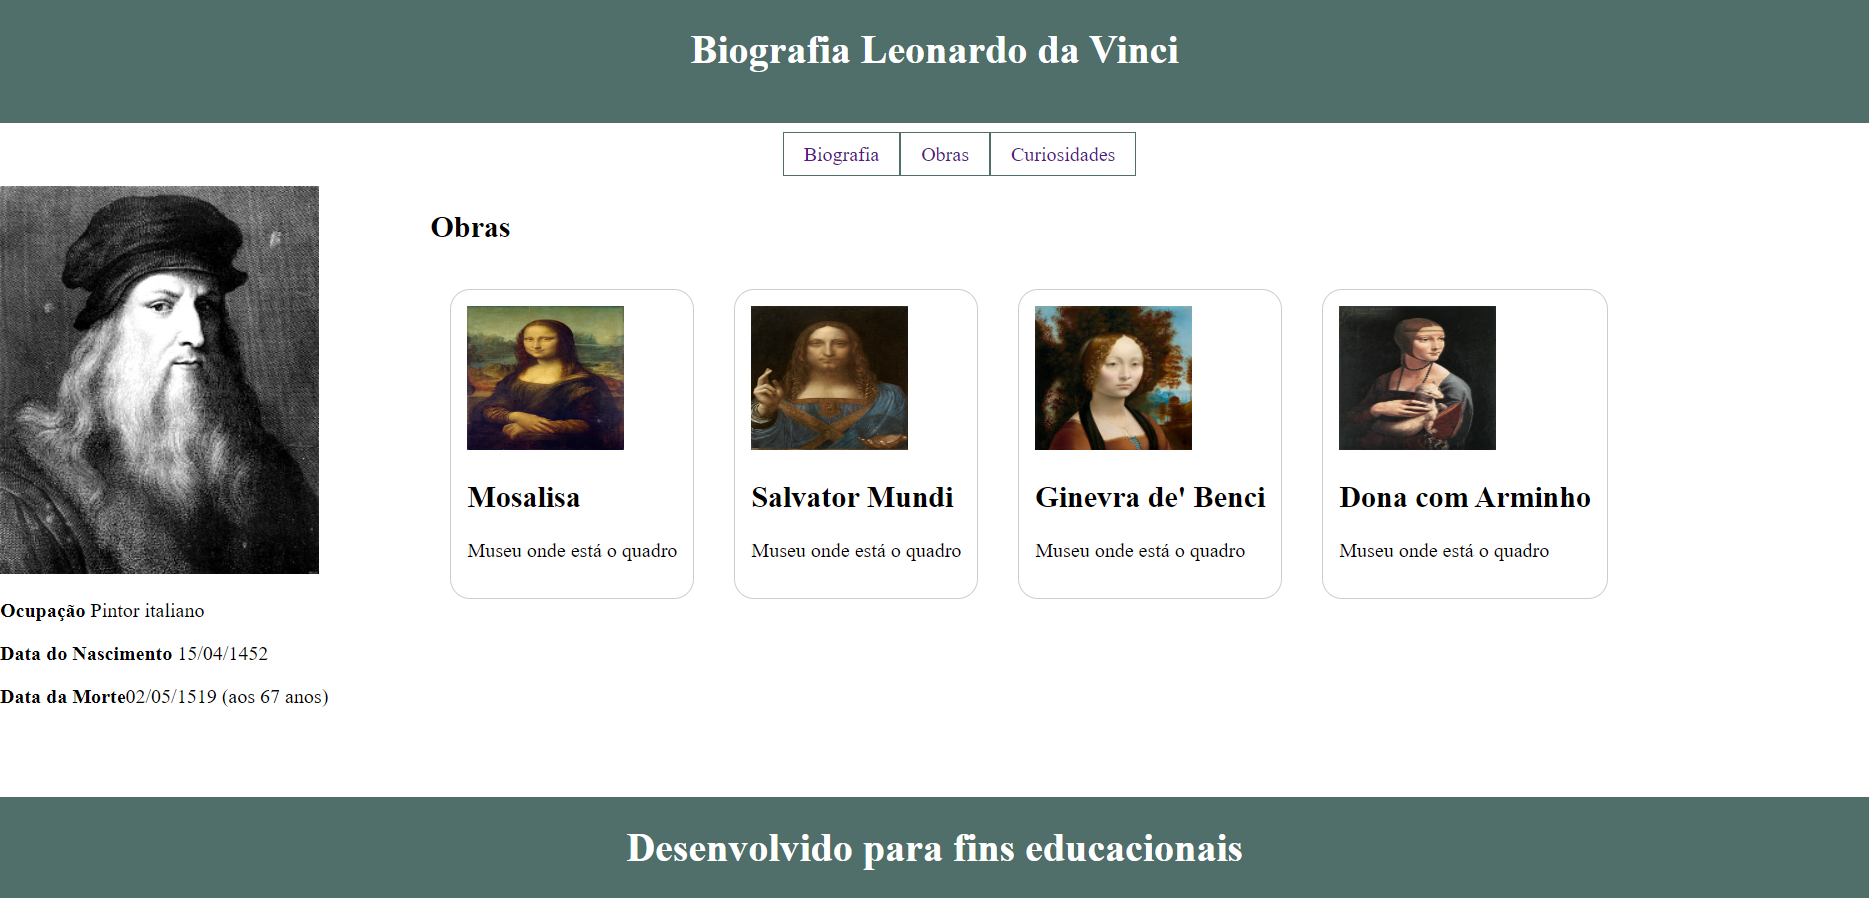 Biografia Leonardo da Vinci
Biografia Obras Curiosidades
Obras
Mosalisa
Museu onde está o quadro
Salvator Mundi
Museu onde está o quadro
Ginevra de' Benci
Museu onde está o quadro
Dona com Arminho
Museu onde está o quadro
Ocupação Pintor italiano
Data do Nascimento 15/04/1452
Data da Morte02/05/1519 (aos 67 anos)
Desenvolvido para fins educacionais